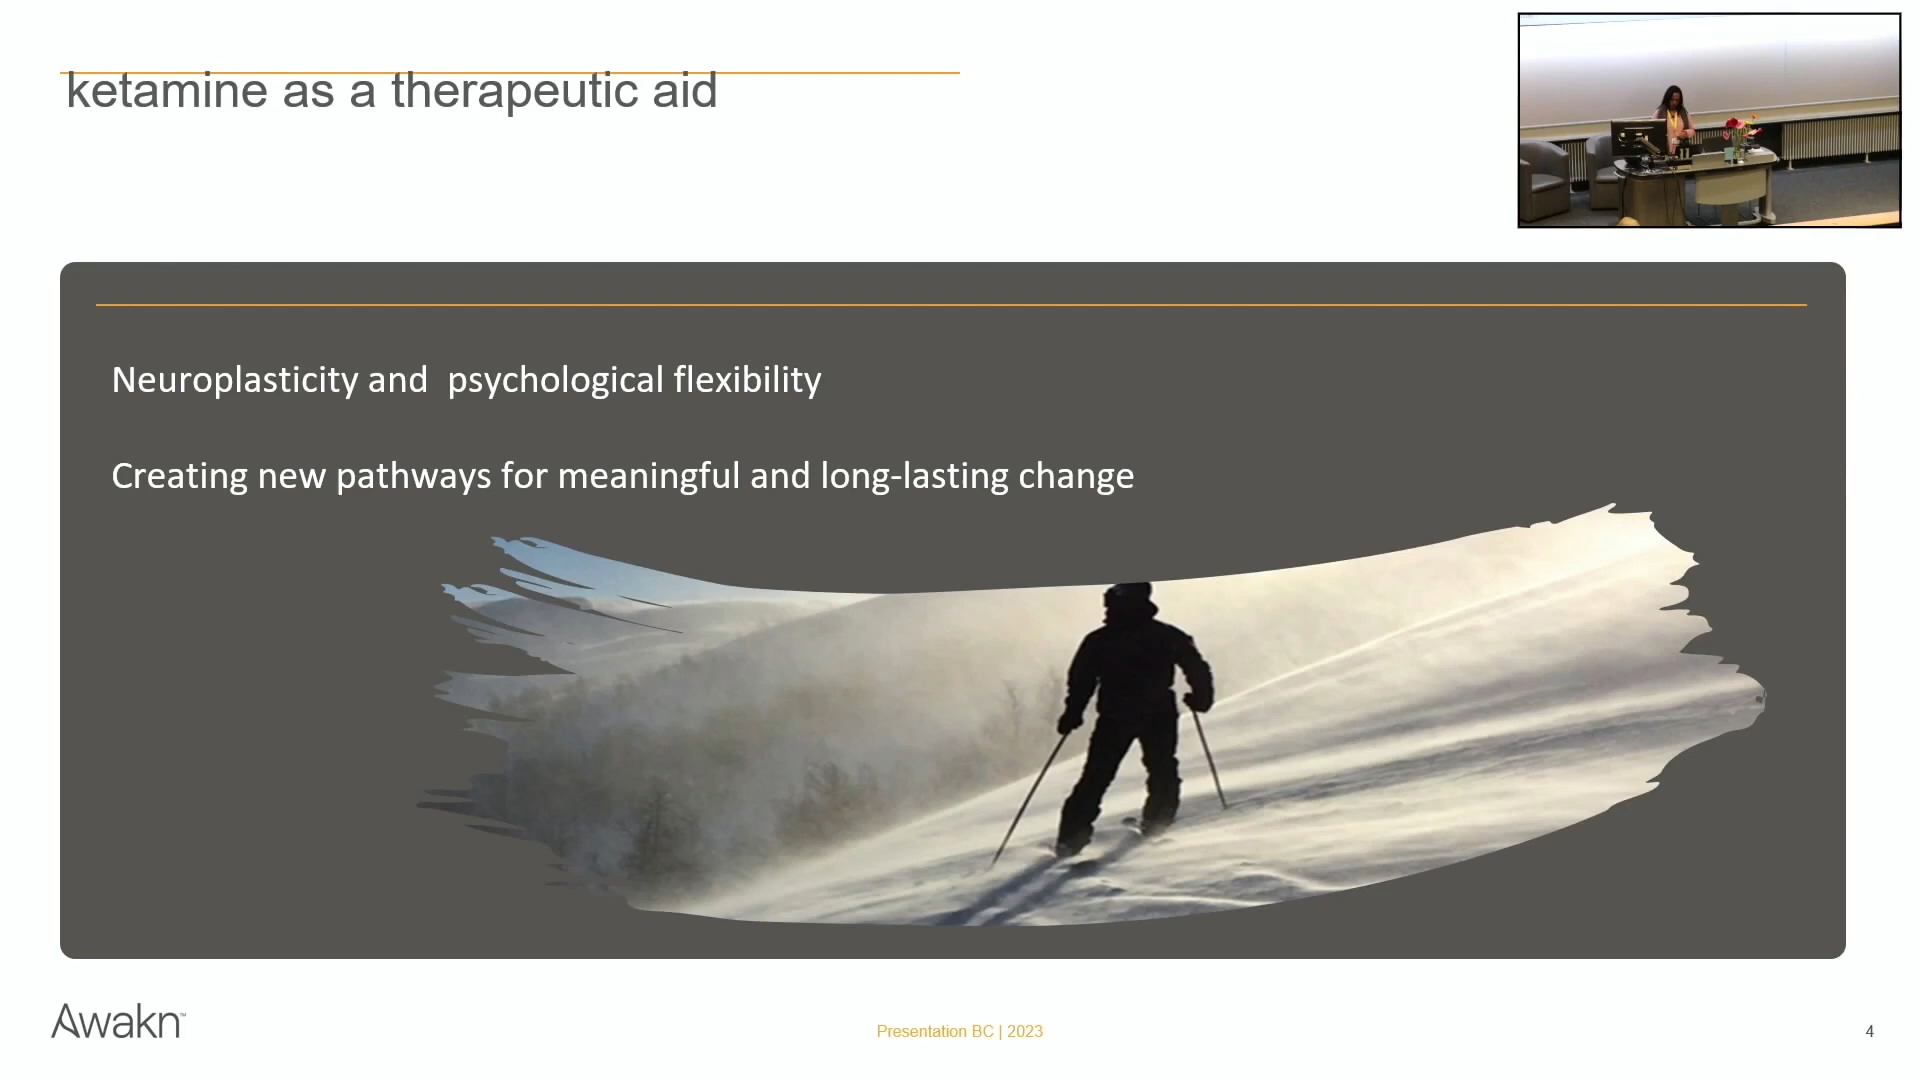 ketamine as a therapeutic aid
Neuroplasticity and  psychological flexibility
Creating new pathways for meaningful and long-lasting change
Awakn™
Presentation BC | 2023
4